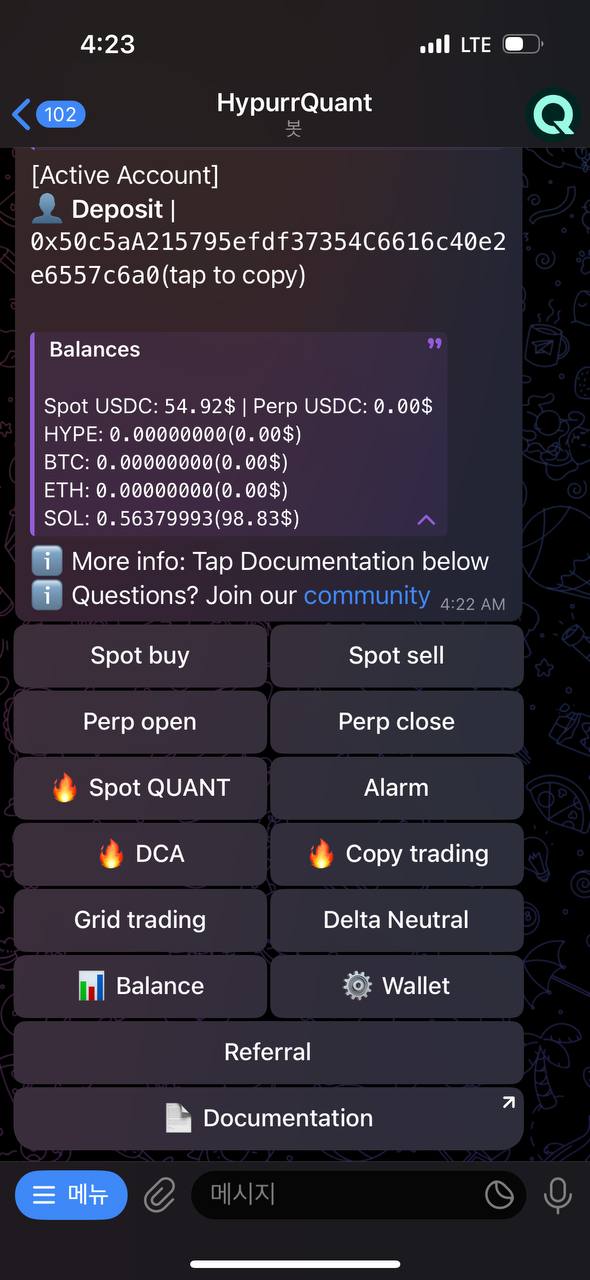 4:23
LTE
102
HypurrQuant
봇
[Active Account]
👤 Deposit |
0x50c5aA215795efdf37354C6616c40e2
e6557c6a0(tap to copy)
Balances
Spot USDC: 54.92$ | Perp USDC: 0.00$
HYPE: 0.00000000(0.00$)
BTC: 0.00000000(0.00$)
ETH: 0.00000000(0.00$)
SOL: 0.56379993(98.83$)
ℹ️ More info: Tap Documentation below
ℹ️ Questions? Join our community 4:22 AM
Spot buy
Spot sell
Perp open
Perp close
🔥 Spot QUANT
Alarm
🔥 DCA
🔥 Copy trading
Grid trading
Delta Neutral
📊 Balance
⚙️ Wallet
Referral
📄 Documentation
메뉴
메시지